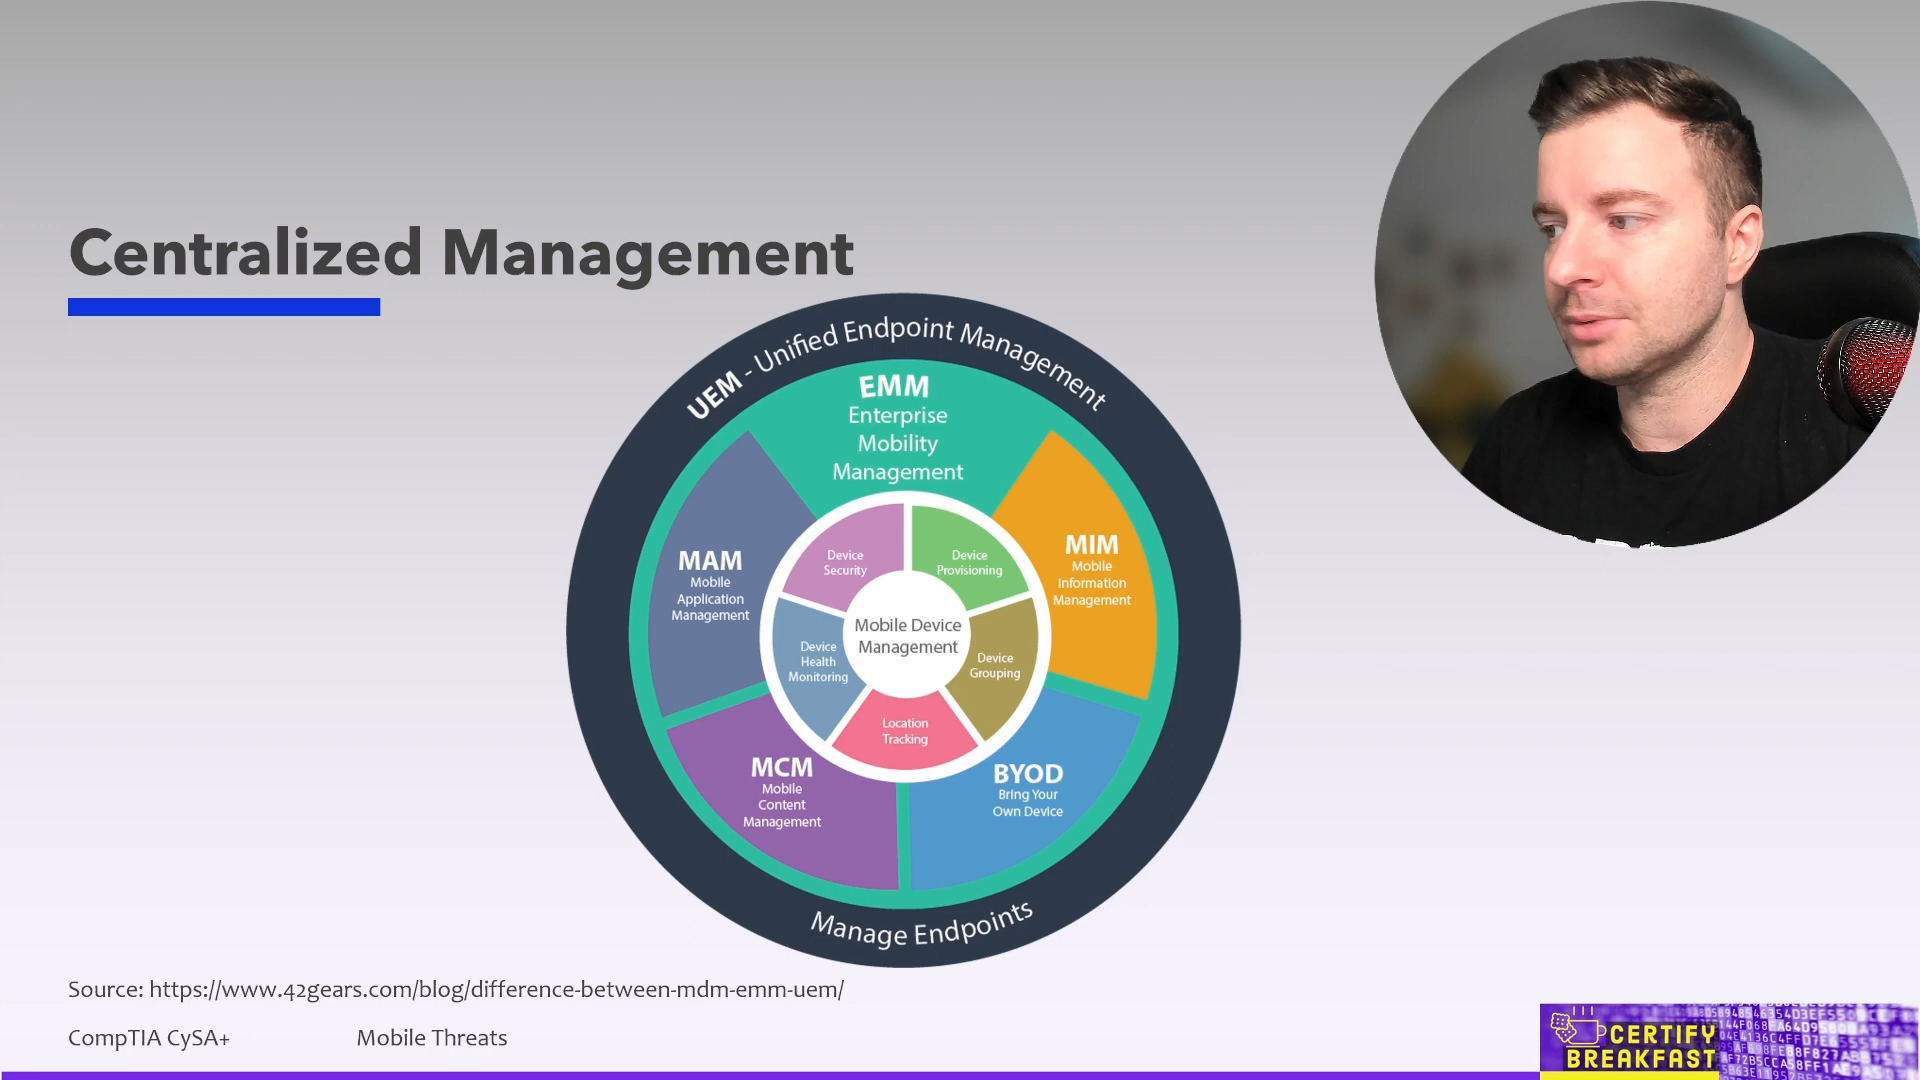 Centralized Management
UEM - Unified Endpoint Management
EMM
Enterprise
Mobility
Management
MAM
Mobile
Application
Management
MIM
Mobile
Information
Management
Device
Security
Device
Provisioning
Mobile Device
Management
Device
Health
Monitoring
Device
Grouping
Location
Tracking
MCM
Mobile
Content
Management
BYOD
Bring Your
Own Device
Manage Endpoints
Source: https://www.42gears.com/blog/difference-between-mdm-emm-uem/
CompTIA CySA+
Mobile Threats
CERTIFY
BREAKFAST